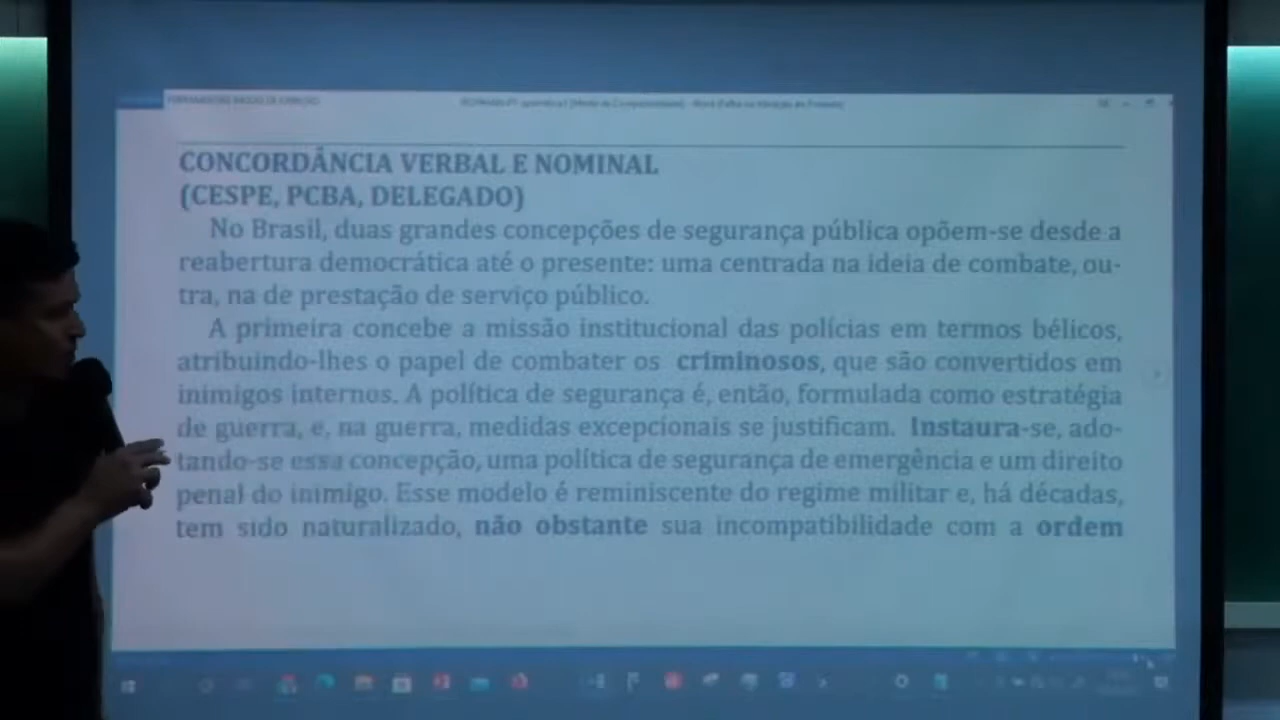 CONCORDÂNCIA VERBAL E NOMINAL
(CESPE, PCBA, DELEGADO)
No Brasil, duas grandes concepções de segurança pública opõem-se desde a
reabertura democrática até o presente: uma centrada na ideia de combate, ou-
tra, na de prestação de serviço público.
A primeira concebe a missão institucional das polícias em termos bélicos,
atribuindo-lhes o papel de combater os criminosos, que são convertidos em
inimigos internos. A política de segurança é, então, formulada como estratégia
de guerra, e, na guerra, medidas excepcionais se justificam. Instaura-se, ado-
tando-se essa concepção, uma política de segurança de emergência e um direito
penal do inimigo. Esse modelo é reminiscente do regime militar e, há décadas,
tem sido naturalizado, não obstante sua incompatibilidade com a ordem